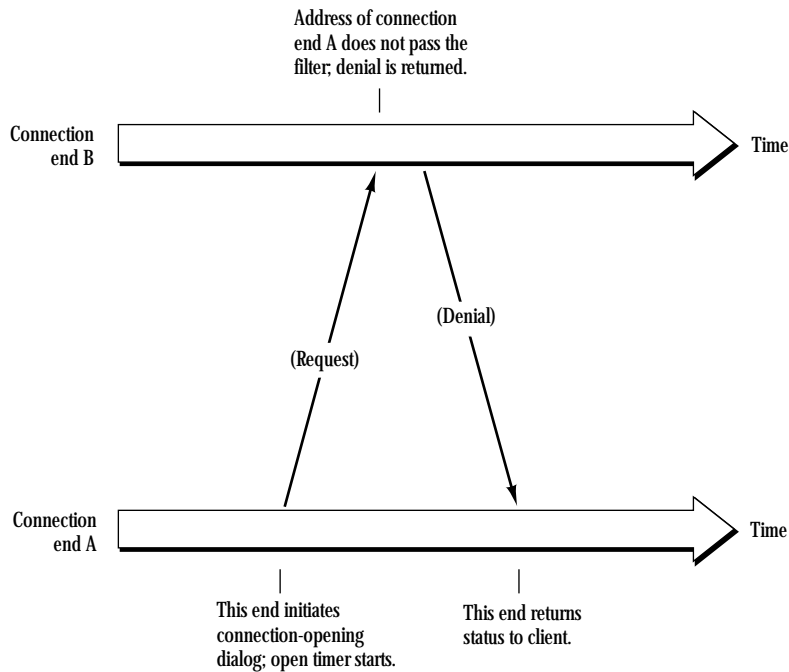 Address of connection
end A does not pass the
filter; denial is returned.
Connection
end B
Time
(Denial)
(Request)
Connection
end A
Time
This end initiates
connection-opening
dialog; open timer starts.
This end returns
status to client.